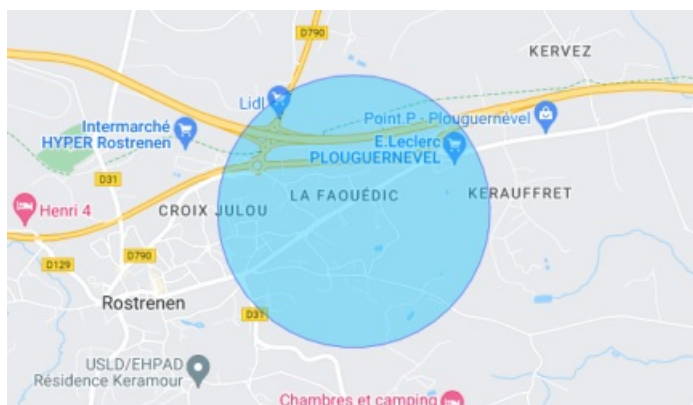 D790
KERVEZ
Lidl
Point.P - Plouguernével
Intermarché
HYPER Rostrenen
E.Leclerc
PLOUGUERNEVEL
D31
LA FAOUÉDIC
KERAUFFRET
Henri 4
CROIX JULOU
D790
D129
Rostrenen
D31
USLD/EHPAD
Résidence Keramour
Chambres et camping